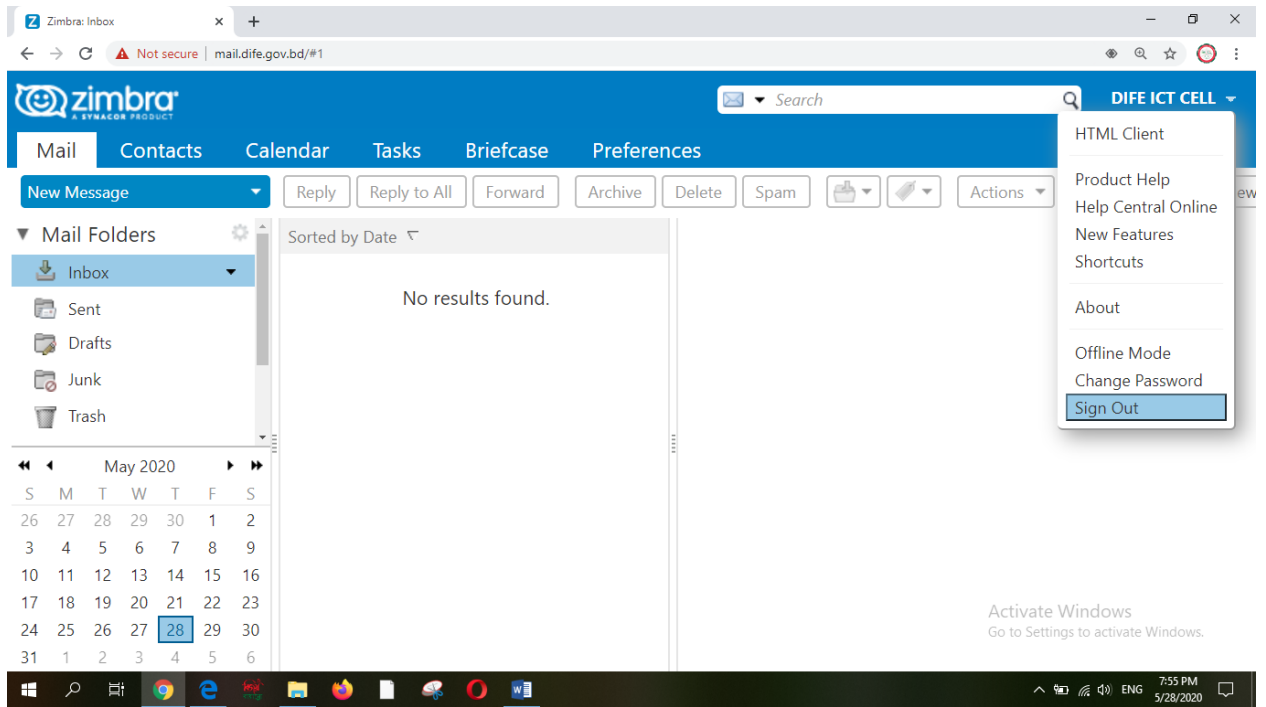 Zimbra: Inbox
Not secure | mail.dife.gov.bd/#1
zimbra
A SYNACOR PRODUCT
Search
DIFE ICT CELL
Mail Contacts Calendar Tasks Briefcase Preferences
New Message Reply Reply to All Forward Archive Delete Spam Actions
HTML Client
Product Help
Help Central Online
New Features
Shortcuts
About
Offline Mode
Change Password
Sign Out
Mail Folders
Inbox
Sent
Drafts
Junk
Trash
Sorted by Date
No results found.
May 2020
S M T W T F S
26 27 28 29 30 1 2
3 4 5 6 7 8 9
10 11 12 13 14 15 16
17 18 19 20 21 22 23
24 25 26 27 28 29 30
31 1 2 3 4 5 6
Activate Windows
Go to Settings to activate Windows.
ENG
7:55 PM
5/28/2020